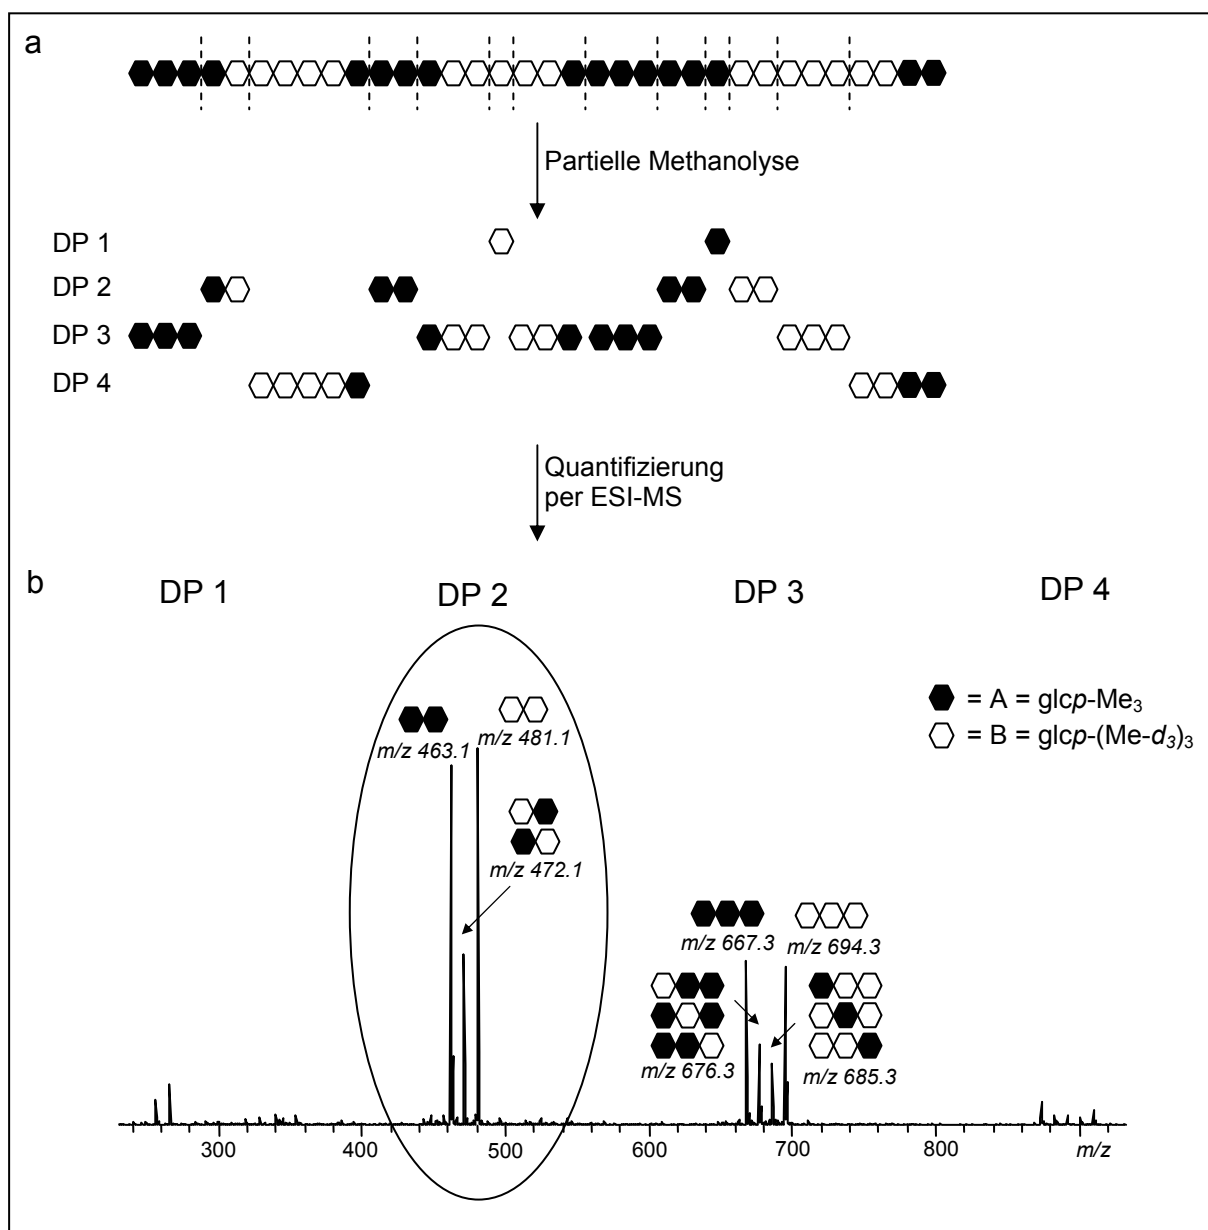 a
Partielle Methanolyse
DP 1
DP 2
DP 3
DP 4
Quantifizierung
per ESI-MS
b
DP 1
DP 2
DP 3
DP 4
= A = glcp-Me3
= B = glcp-(Me-d3)3
m/z 463.1
m/z 481.1
m/z 472.1
m/z 667.3
m/z 694.3
m/z 676.3
m/z 685.3
300
400
500
600
700
800
m/z